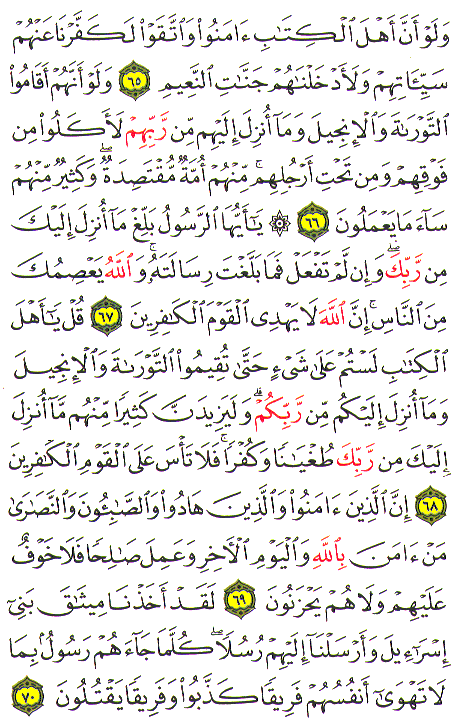 وَلَوْ أَنَّ أَهْلَ ٱلْكِتَٰبِ ءَامَنُوا۟ وَٱتَّقَوْا۟ لَكَفَّرْنَا عَنْهُمْ
سَيِّـَٔاتِهِمْ وَلَأَدْخَلْنَٰهُمْ جَنَّٰتِ ٱلنَّعِيمِ ٦٥ وَلَوْ أَنَّهُمْ أَقَامُوا۟
ٱلتَّوْرَىٰةَ وَٱلْإِنجِيلَ وَمَآ أُنزِلَ إِلَيْهِم مِّن رَّبِّهِمْ لَأَكَلُوا۟ مِن
فَوْقِهِمْ وَمِن تَحْتِ أَرْجُلِهِم ۚ مِّنْهُمْ أُمَّةٌ مُّقْتَصِدَةٌ ۖ وَكَثِيرٌ مِّنْهُمْ
سَآءَ مَا يَعْمَلُونَ ٦٦ ۞ يَٰٓأَيُّهَا ٱلرَّسُولُ بَلِّغْ مَآ أُنزِلَ إِلَيْكَ
مِن رَّبِّكَ ۖ وَإِن لَّمْ تَفْعَلْ فَمَا بَلَّغْتَ رِسَالَتَهُۥ ۚ وَٱللَّهُ يَعْصِمُكَ
مِنَ ٱلنَّاسِ ۗ إِنَّ ٱللَّهَ لَا يَهْدِى ٱلْقَوْمَ ٱلْكَٰفِرِينَ ٦٧ قُلْ يَٰٓأَهْلَ
ٱلْكِتَٰبِ لَسْتُمْ عَلَىٰ شَىْءٍ حَتَّىٰ تُقِيمُوا۟ ٱلتَّوْرَىٰةَ وَٱلْإِنجِيلَ
وَمَآ أُنزِلَ إِلَيْكُم مِّن رَّبِّكُمْ ۗ وَلَيَزِيدَنَّ كَثِيرًا مِّنْهُم مَّآ أُنزِلَ
إِلَيْكَ مِن رَّبِّكَ طُغْيَٰنًا وَكُفْرًا ۖ فَلَا تَأْسَ عَلَى ٱلْقَوْمِ ٱلْكَٰفِرِينَ
٦٨ إِنَّ ٱلَّذِينَ ءَامَنُوا۟ وَٱلَّذِينَ هَادُوا۟ وَٱلصَّٰبِـُٔونَ وَٱلنَّصَٰرَىٰ
مَنْ ءَامَنَ بِٱللَّهِ وَٱلْيَوْمِ ٱلْءَاخِرِ وَعَمِلَ صَٰلِحًا فَلَا خَوْفٌ
عَلَيْهِمْ وَلَا هُمْ يَحْزَنُونَ ٦٩ لَقَدْ أَخَذْنَا مِيثَٰقَ بَنِىٓ
إِسْرَٰٓءِيلَ وَأَرْسَلْنَآ إِلَيْهِمْ رُسُلًا ۖ كُلَّمَا جَآءَهُمْ رَسُولٌۢ بِمَا
لَا تَهْوَىٰٓ أَنفُسُهُمْ فَرِيقًا كَذَّبُوا۟ وَفَرِيقًا يَقْتُلُونَ ٧٠